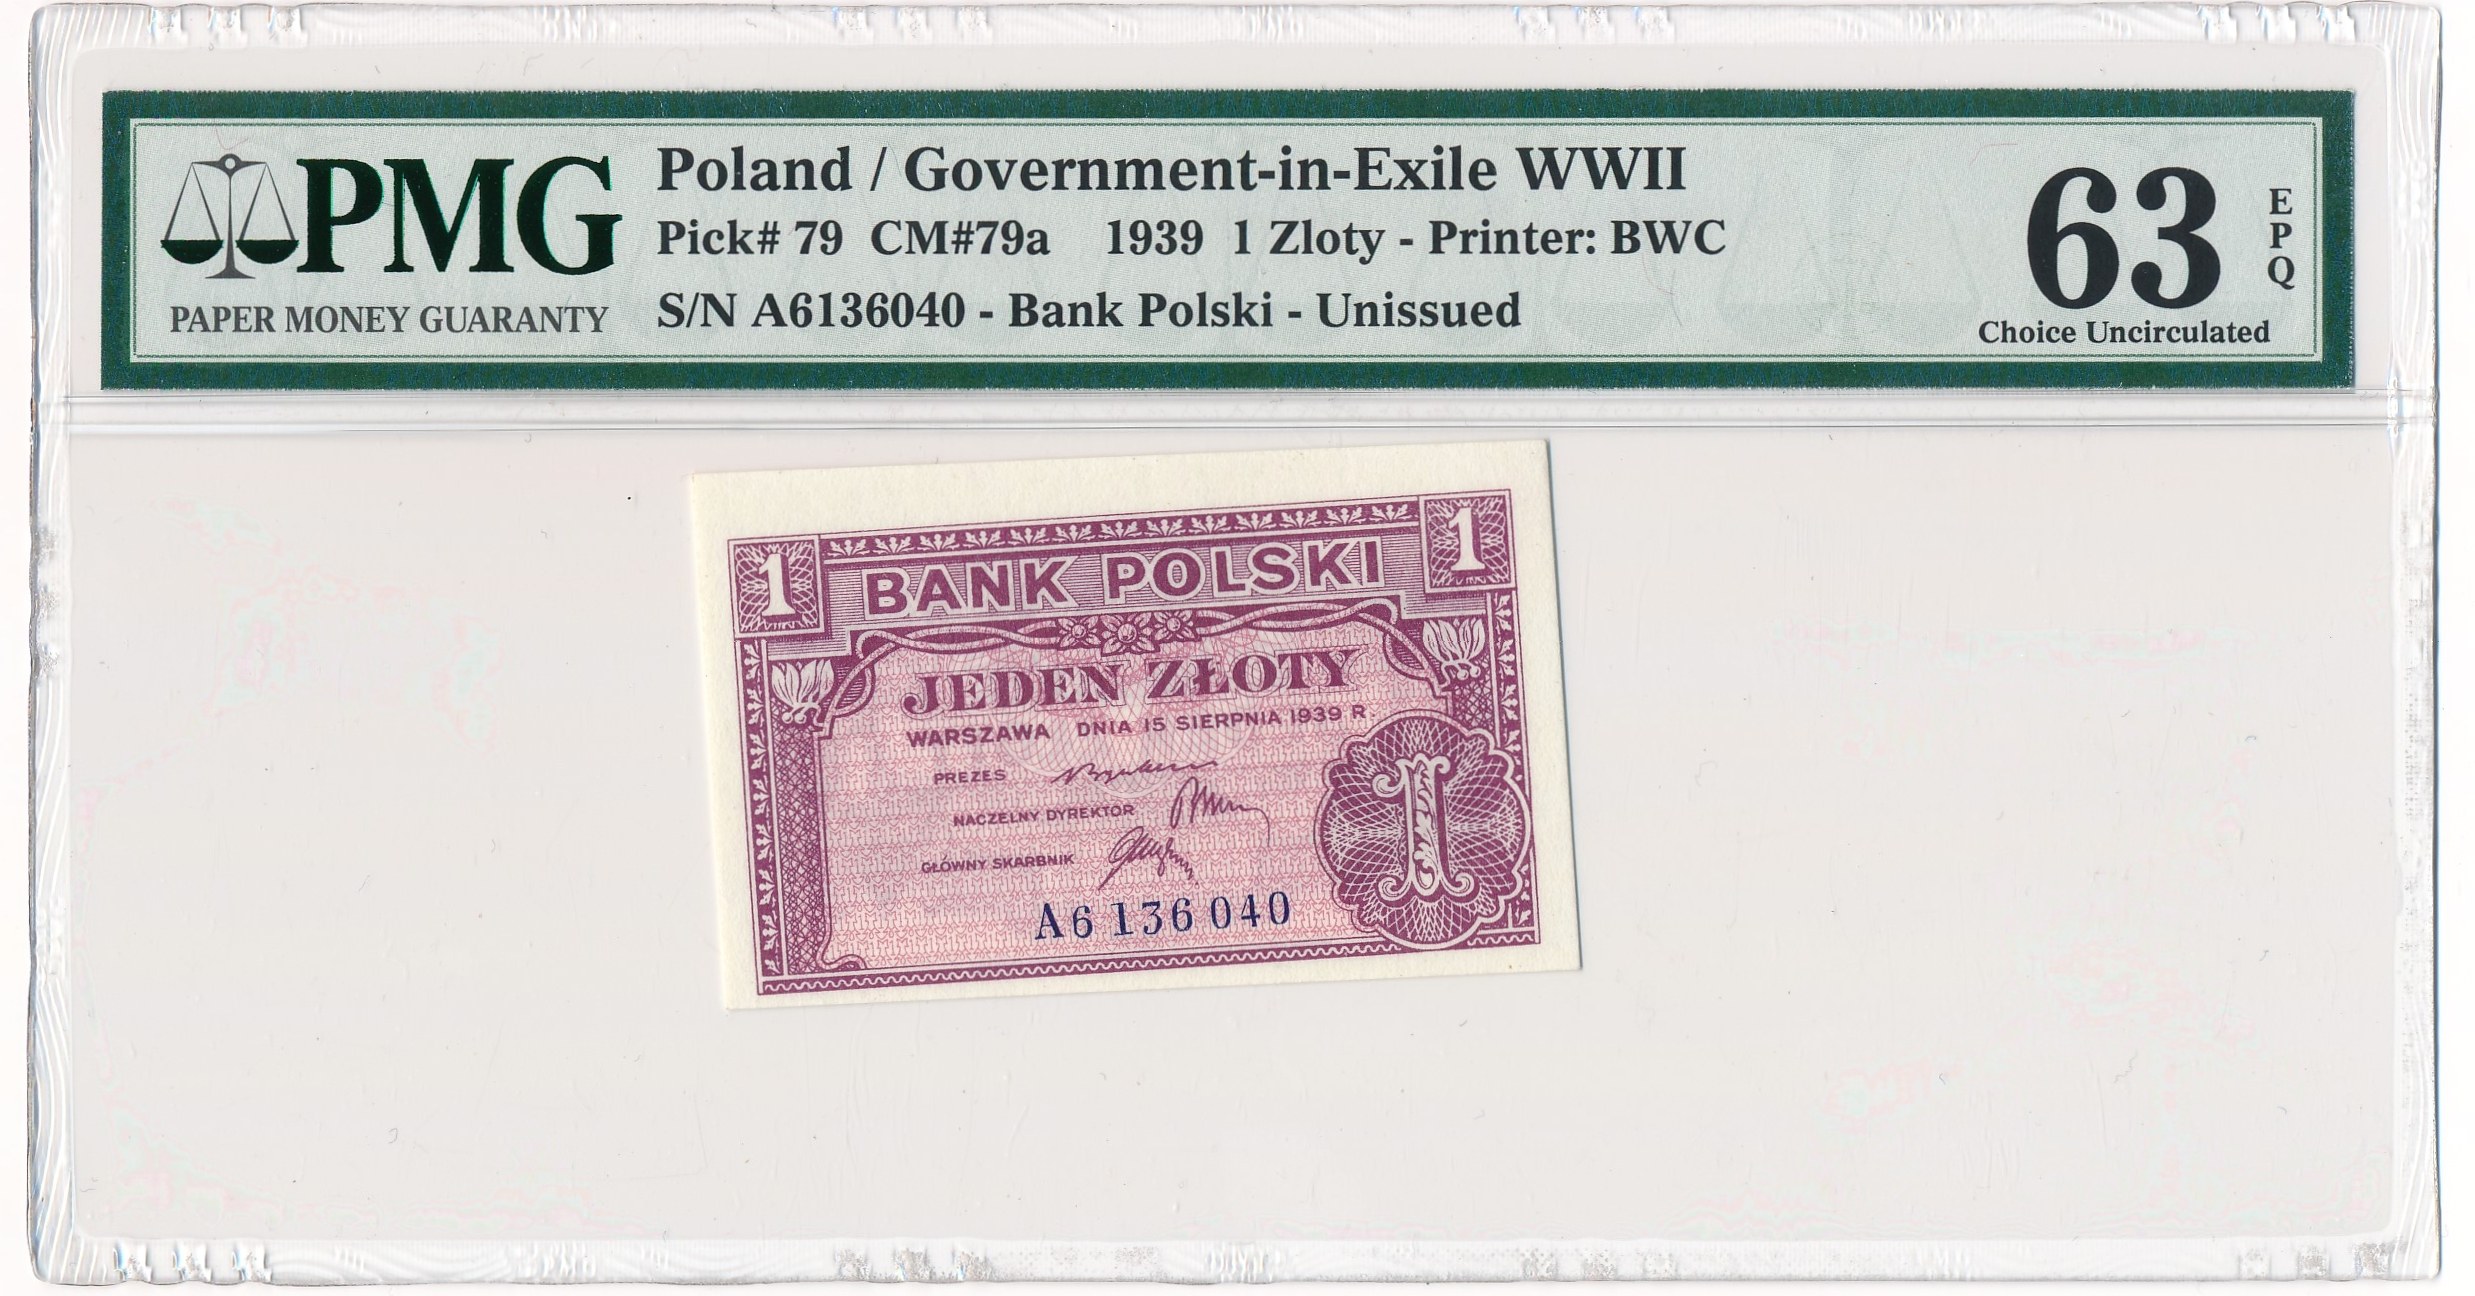 PMG
PAPER MONEY GUARANTY
Poland / Government-in-Exile WWII
Pick# 79 CM#79a 1939 1 Zloty - Printer: BWC
S/N A6136040 - Bank Polski - Unissued
63
EPQ
Choice Uncirculated
1 1
BANK POLSKI
JEDEN ZŁOTY
WARSZAWA DNIA 15 SIERPNIA 1939 R
PREZES
NACZELNY DYREKTOR
GŁÓWNY SKARBNIK
1
A6 136 040